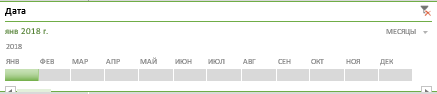 Дата
янв 2018 г.
МЕСЯЦЫ
2018
ЯНВ ФЕВ МАР АПР МАЙ ИЮН ИЮЛ АВГ СЕН ОКТ НОЯ ДЕК